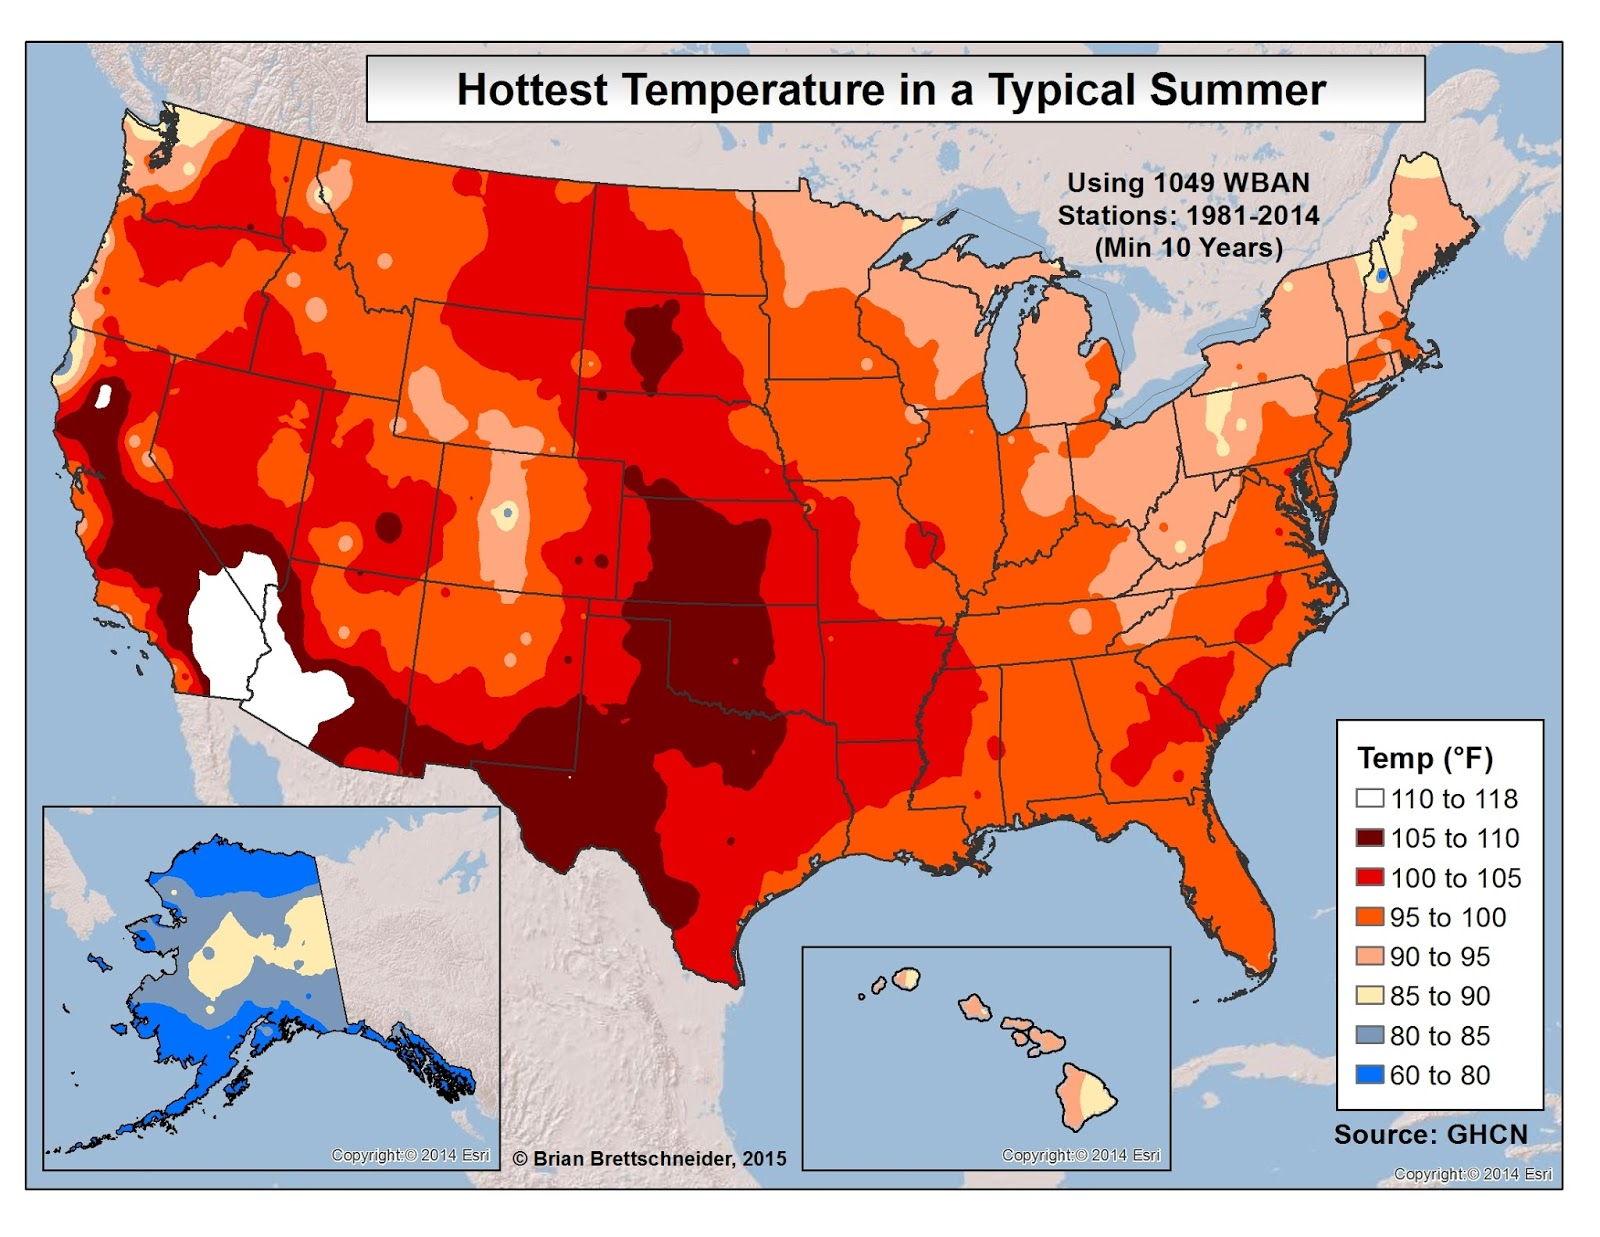 Hottest Temperature in a Typical Summer
Using 1049 WBAN
Stations: 1981-2014
(Min 10 Years)
Temp (°F)
110 to 118
105 to 110
100 to 105
95 to 100
90 to 95
85 to 90
80 to 85
60 to 80
Source: GHCN
Copyright:© 2014 Esri
Copyright:© 2014 Esri
© Brian Brettschneider, 2015
Copyright:© 2014 Esri